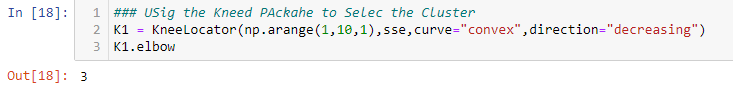 In [18]:
1 ### USig the Kneed PAckahe to Selec the Cluster
2 K1 = KneeLocator(np.arange(1,10,1),sse,curve="convex",direction="decreasing")
3 K1.elbow
Out[18]: 3